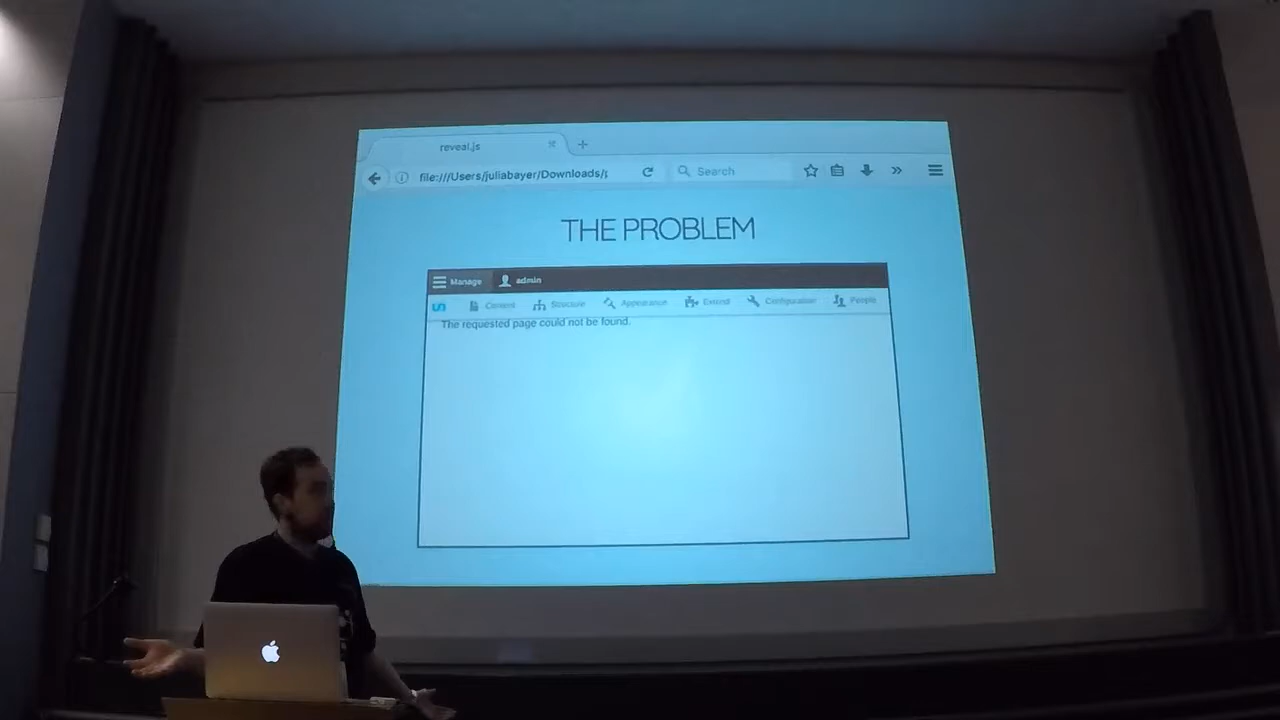 reveal.js
file:///Users/juliabayer/Downloads/
Search
THE PROBLEM
Manage admin
Content Structure Appearance Extend Configuration People
The requested page could not be found.